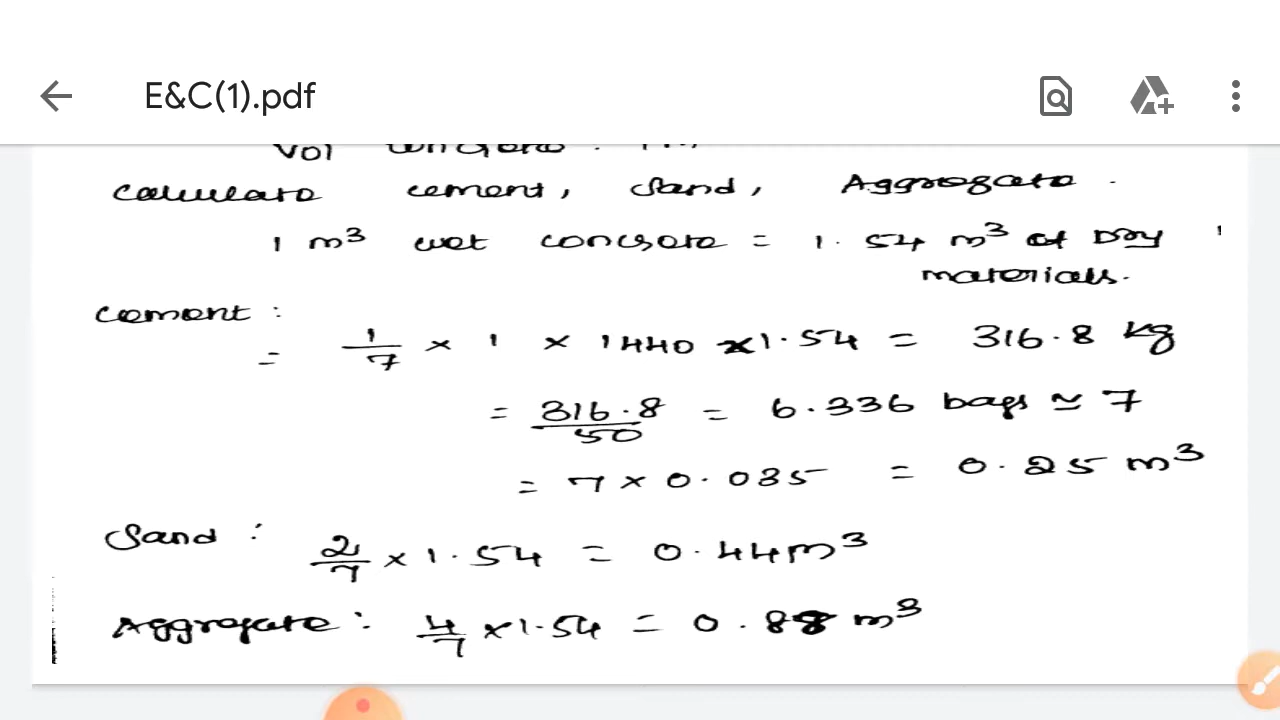 E&C(1).pdf
Vol concrete.
Calculate cement, Sand, Aggregate.
1 m³ wet concrete = 1.54 m³ of Dry
materials.
Cement :
= 1/7 × 1 × 1440 × 1.54 = 316.8 kg
= 316.8/50 = 6.336 bags ≃ 7
= 7 × 0.035 = 0.25 m³
Sand : 2/7 × 1.54 = 0.44 m³
Aggregate : 4/7 × 1.54 = 0.88 m³